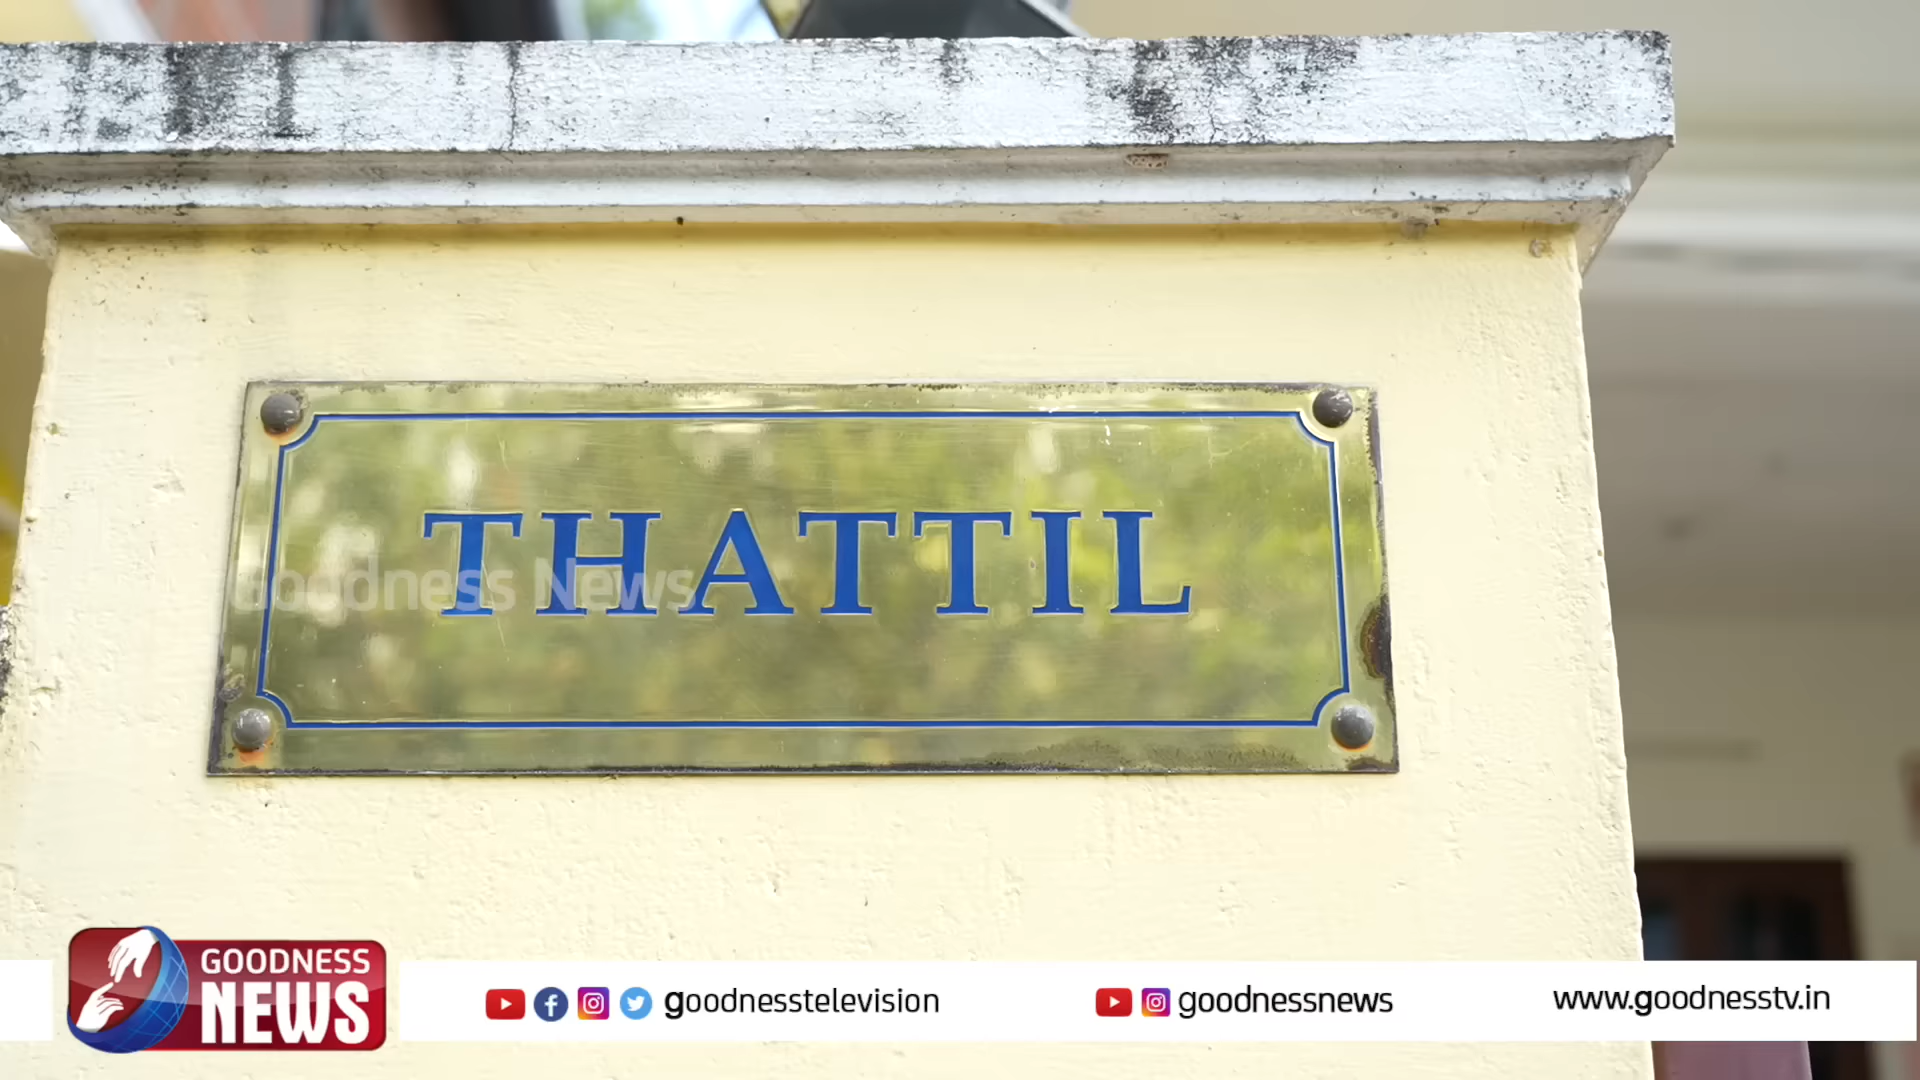 THATTIL
Goodness News
GOODNESS
NEWS
goodnesstelevision
goodnessnews
www.goodnesstv.in